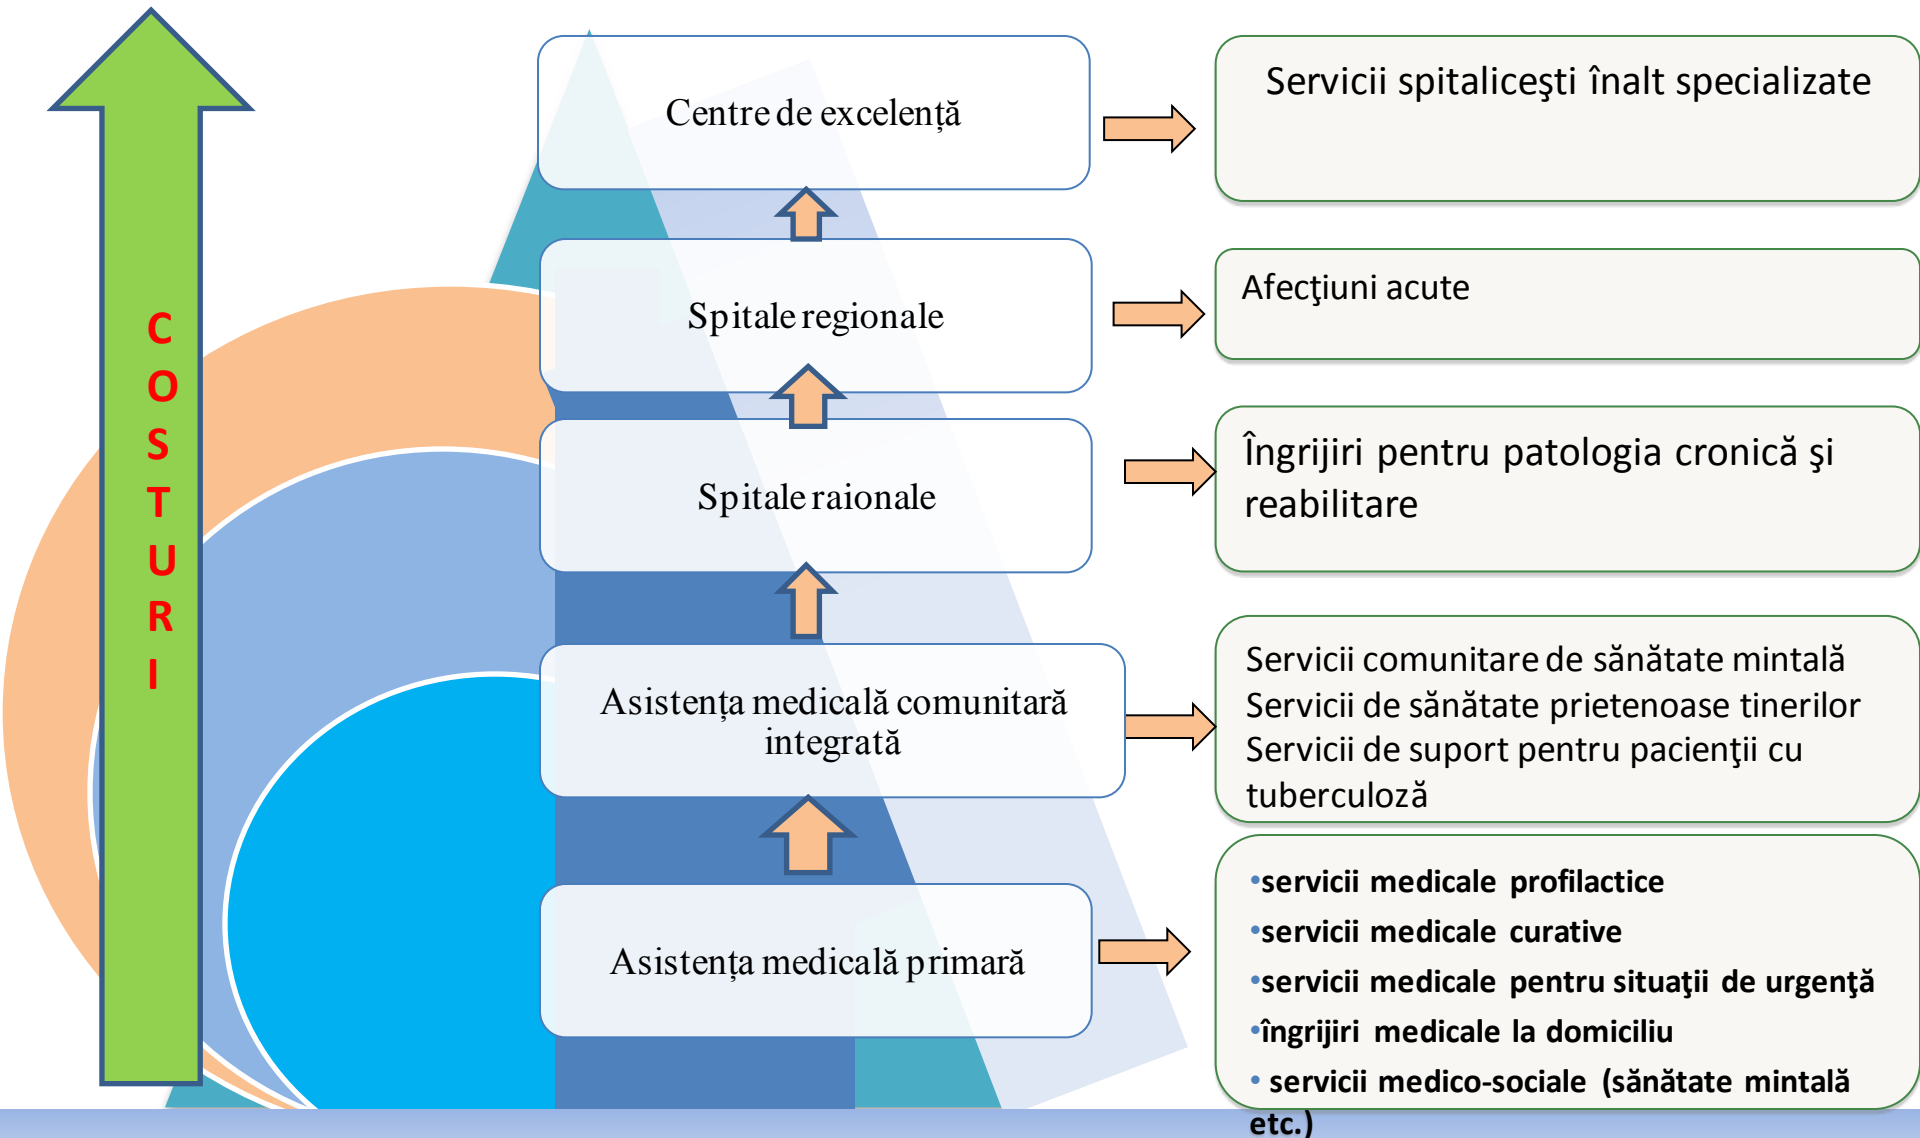 C
O
S
T
U
R
I
Centre de excelență
Servicii spitaliceşti înalt specializate
Spitale regionale
Afecţiuni acute
Spitale raionale
Îngrijiri pentru patologia cronică şi
reabilitare
Asistența medicală comunitară
integrată
Servicii comunitare de sănătate mintală
Servicii de sănătate prietenoase tinerilor
Servicii de suport pentru pacienţii cu
tuberculoză
Asistența medicală primară
•servicii medicale profilactice
•servicii medicale curative
•servicii medicale pentru situaţii de urgenţă
•îngrijiri medicale la domiciliu
• servicii medico-sociale (sănătate mintală
etc.)